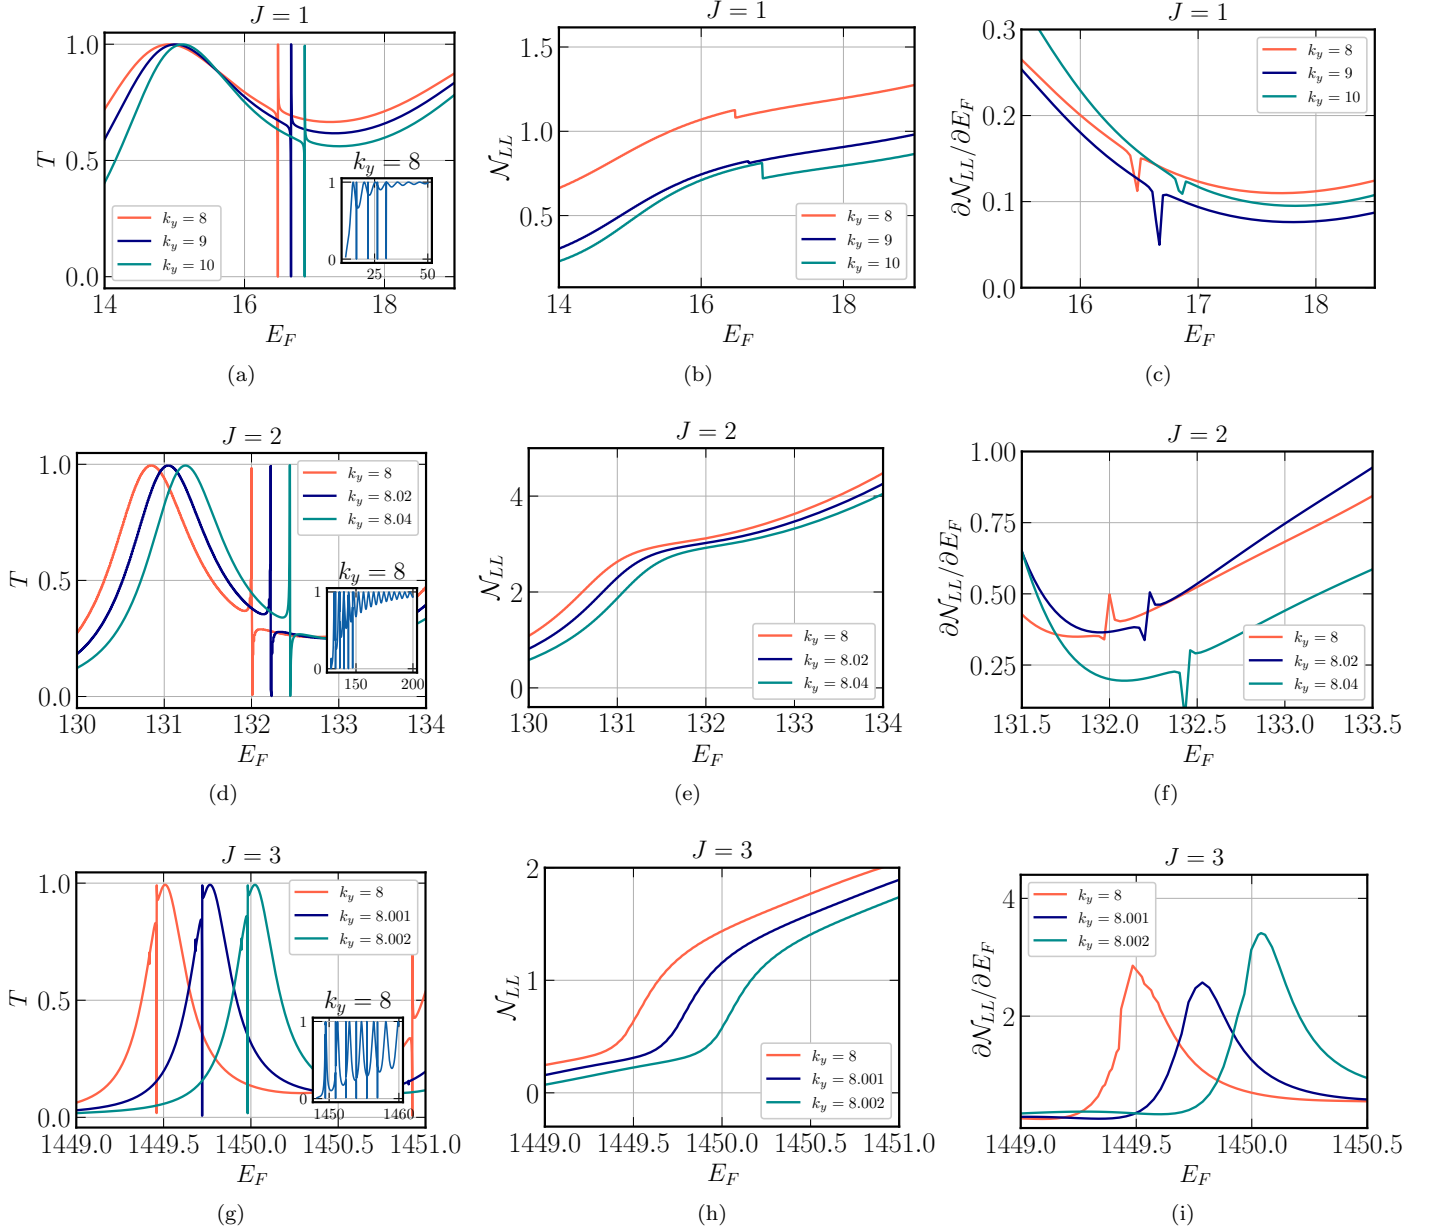 J = 1
T
1.0
0.5
0.0
k_y = 8
k_y = 9
k_y = 10
k_y = 8
1
0
25
50
14
16
18
E_F
(a)
J = 1
𝒩_LL
1.5
1.0
0.5
k_y = 8
k_y = 9
k_y = 10
14
16
18
E_F
(b)
J = 1
∂𝒩_LL/∂E_F
0.3
0.2
0.1
0.0
k_y = 8
k_y = 9
k_y = 10
16
17
18
E_F
(c)
J = 2
T
1.0
0.5
0.0
k_y = 8
k_y = 8.02
k_y = 8.04
k_y = 8
1
0
150
200
130
131
132
133
134
E_F
(d)
J = 2
𝒩_LL
4
2
0
k_y = 8
k_y = 8.02
k_y = 8.04
130
131
132
133
134
E_F
(e)
J = 2
∂𝒩_LL/∂E_F
1.00
0.75
0.50
0.25
k_y = 8
k_y = 8.02
k_y = 8.04
131.5
132.0
132.5
133.0
133.5
E_F
(f)
J = 3
T
1.0
0.5
0.0
k_y = 8
k_y = 8.001
k_y = 8.002
k_y = 8
1
0
1450
1460
1449.0
1449.5
1450.0
1450.5
1451.0
E_F
(g)
J = 3
𝒩_LL
2
1
0
k_y = 8
k_y = 8.001
k_y = 8.002
1449.0
1449.5
1450.0
1450.5
1451.0
E_F
(h)
J = 3
∂𝒩_LL/∂E_F
4
2
k_y = 8
k_y = 8.001
k_y = 8.002
1449.0
1449.5
1450.0
1450.5
E_F
(i)